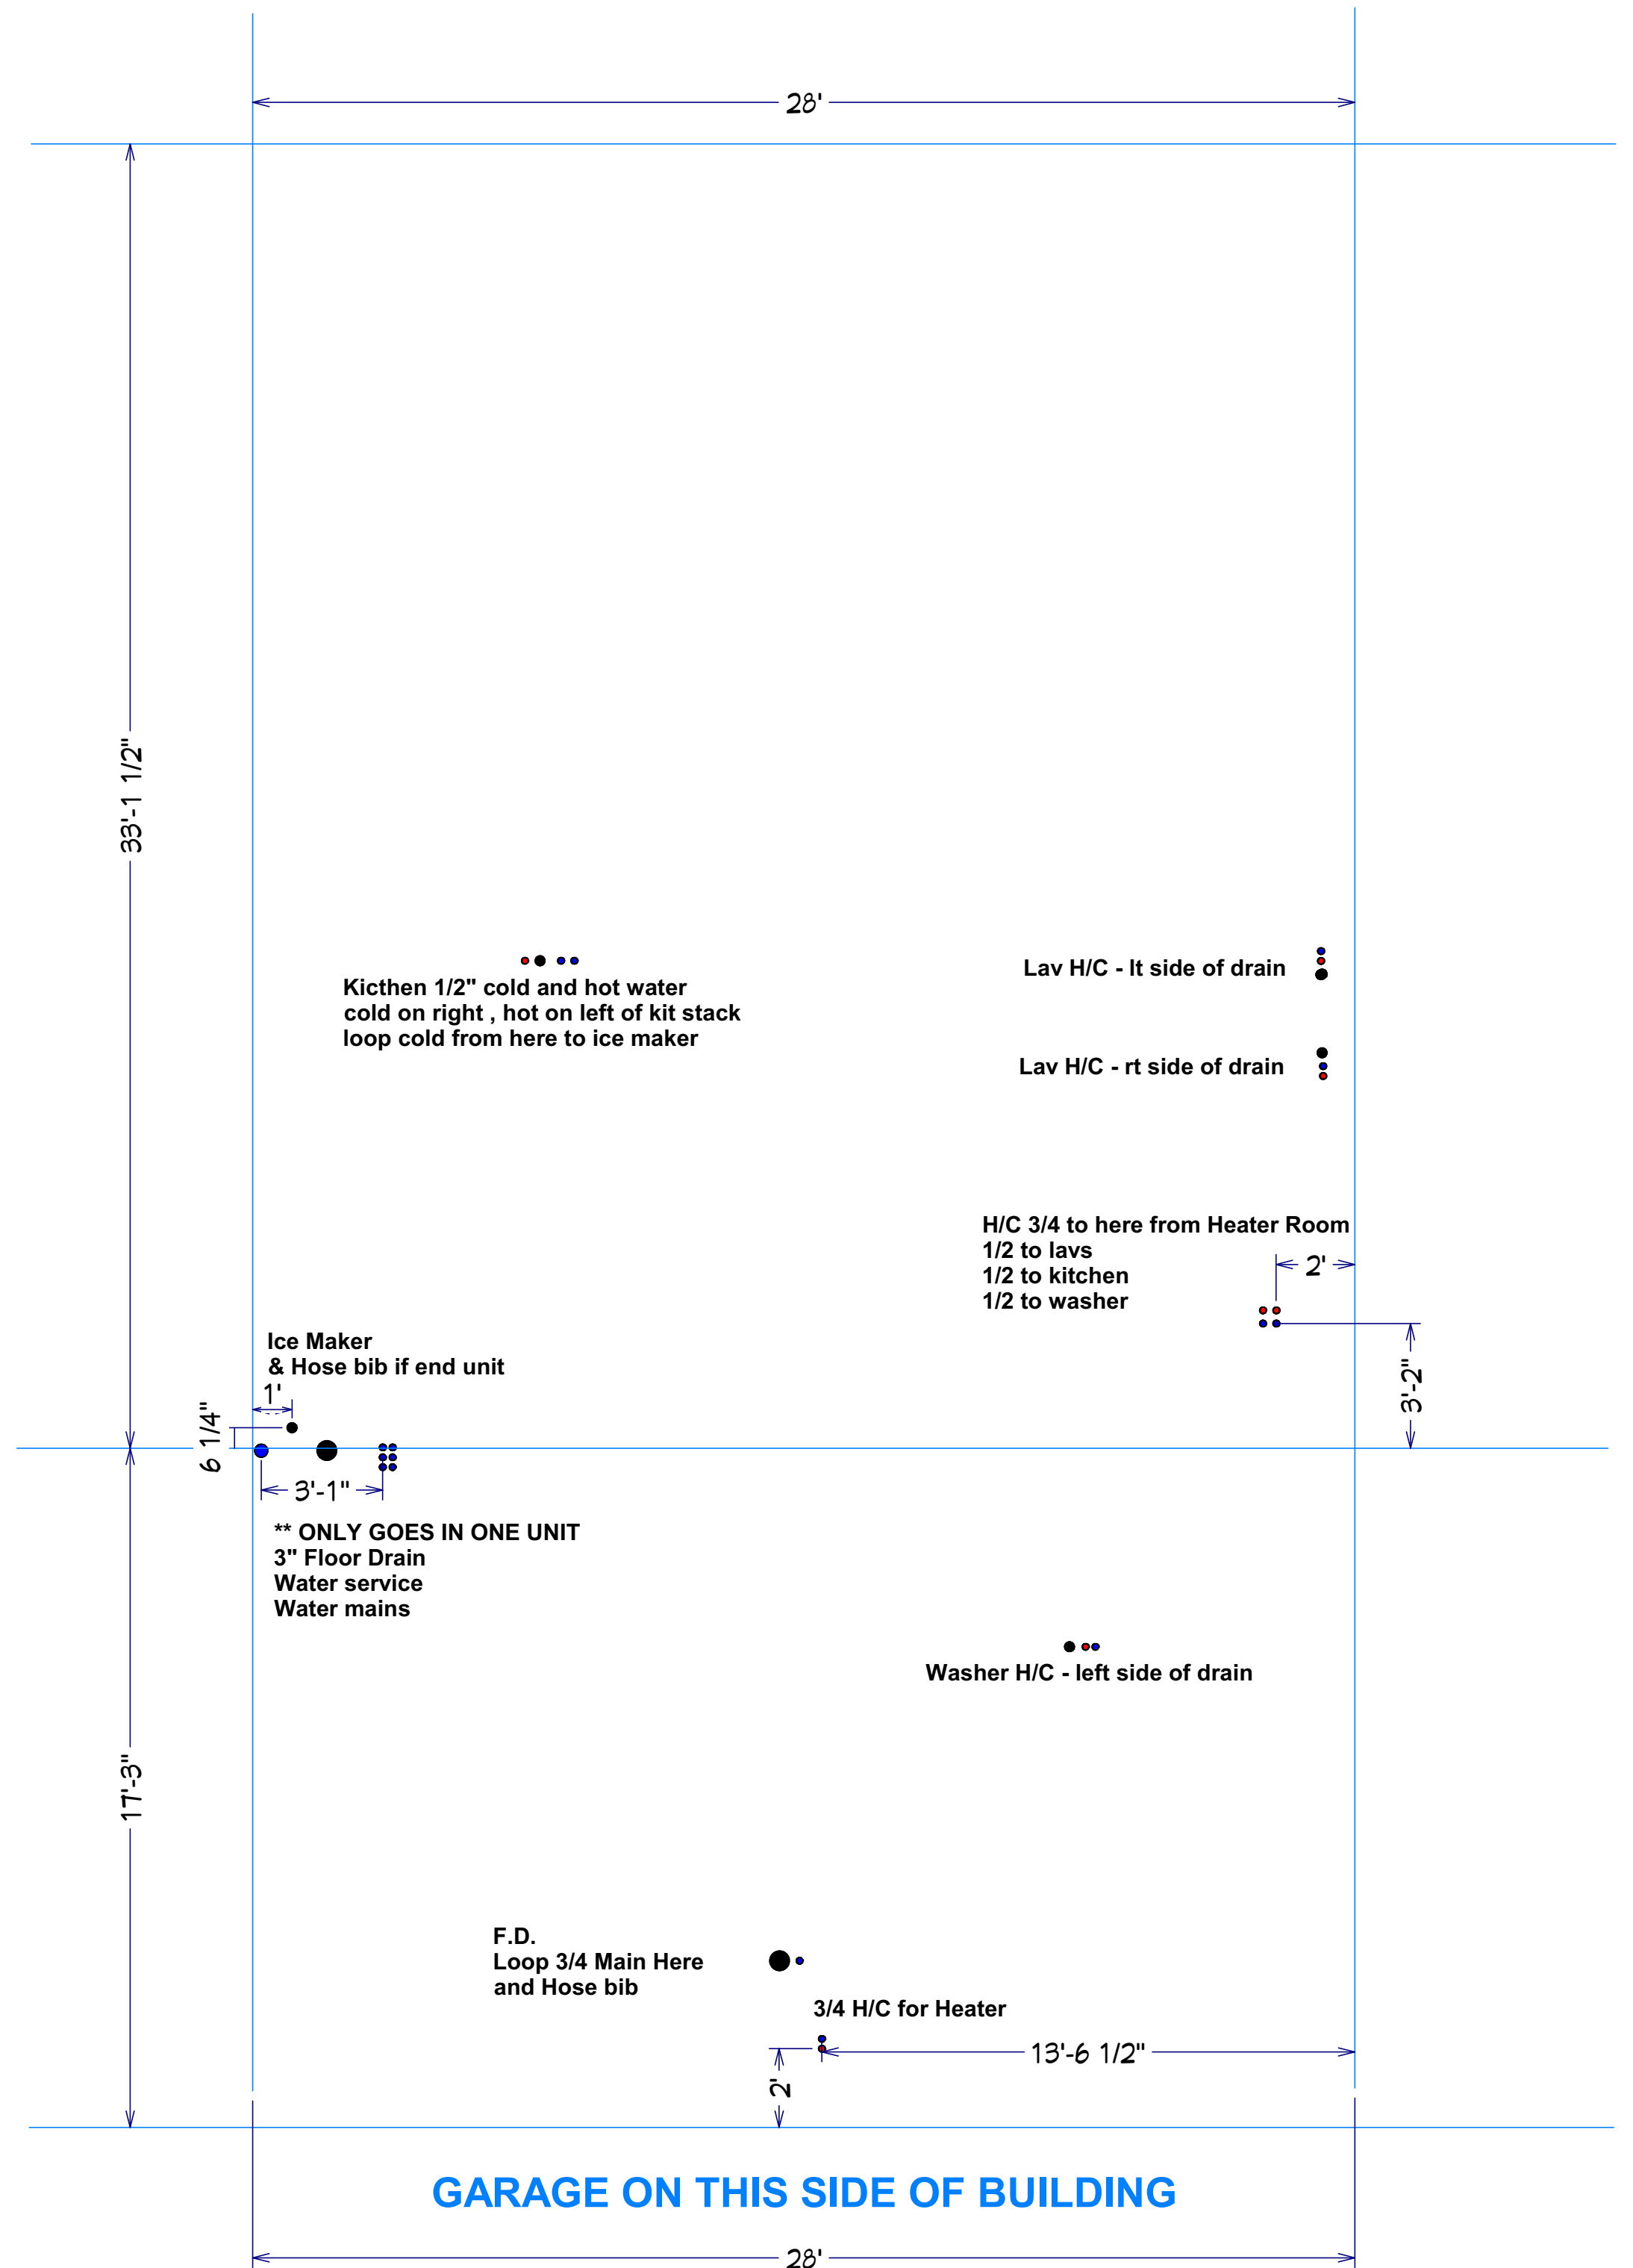 28'
33'-1 1/2"
Kicthen 1/2" cold and hot water
cold on right , hot on left of kit stack
loop cold from here to ice maker
Lav H/C - lt side of drain
Lav H/C - rt side of drain
H/C 3/4 to here from Heater Room
1/2 to lavs
1/2 to kitchen
1/2 to washer
2'
3'-2"
Ice Maker
& Hose bib if end unit
1'
6 1/4"
3'-1"
** ONLY GOES IN ONE UNIT
3" Floor Drain
Water service
Water mains
Washer H/C - left side of drain
17'-3"
F.D.
Loop 3/4 Main Here
and Hose bib
3/4 H/C for Heater
13'-6 1/2"
2'
GARAGE ON THIS SIDE OF BUILDING
28'